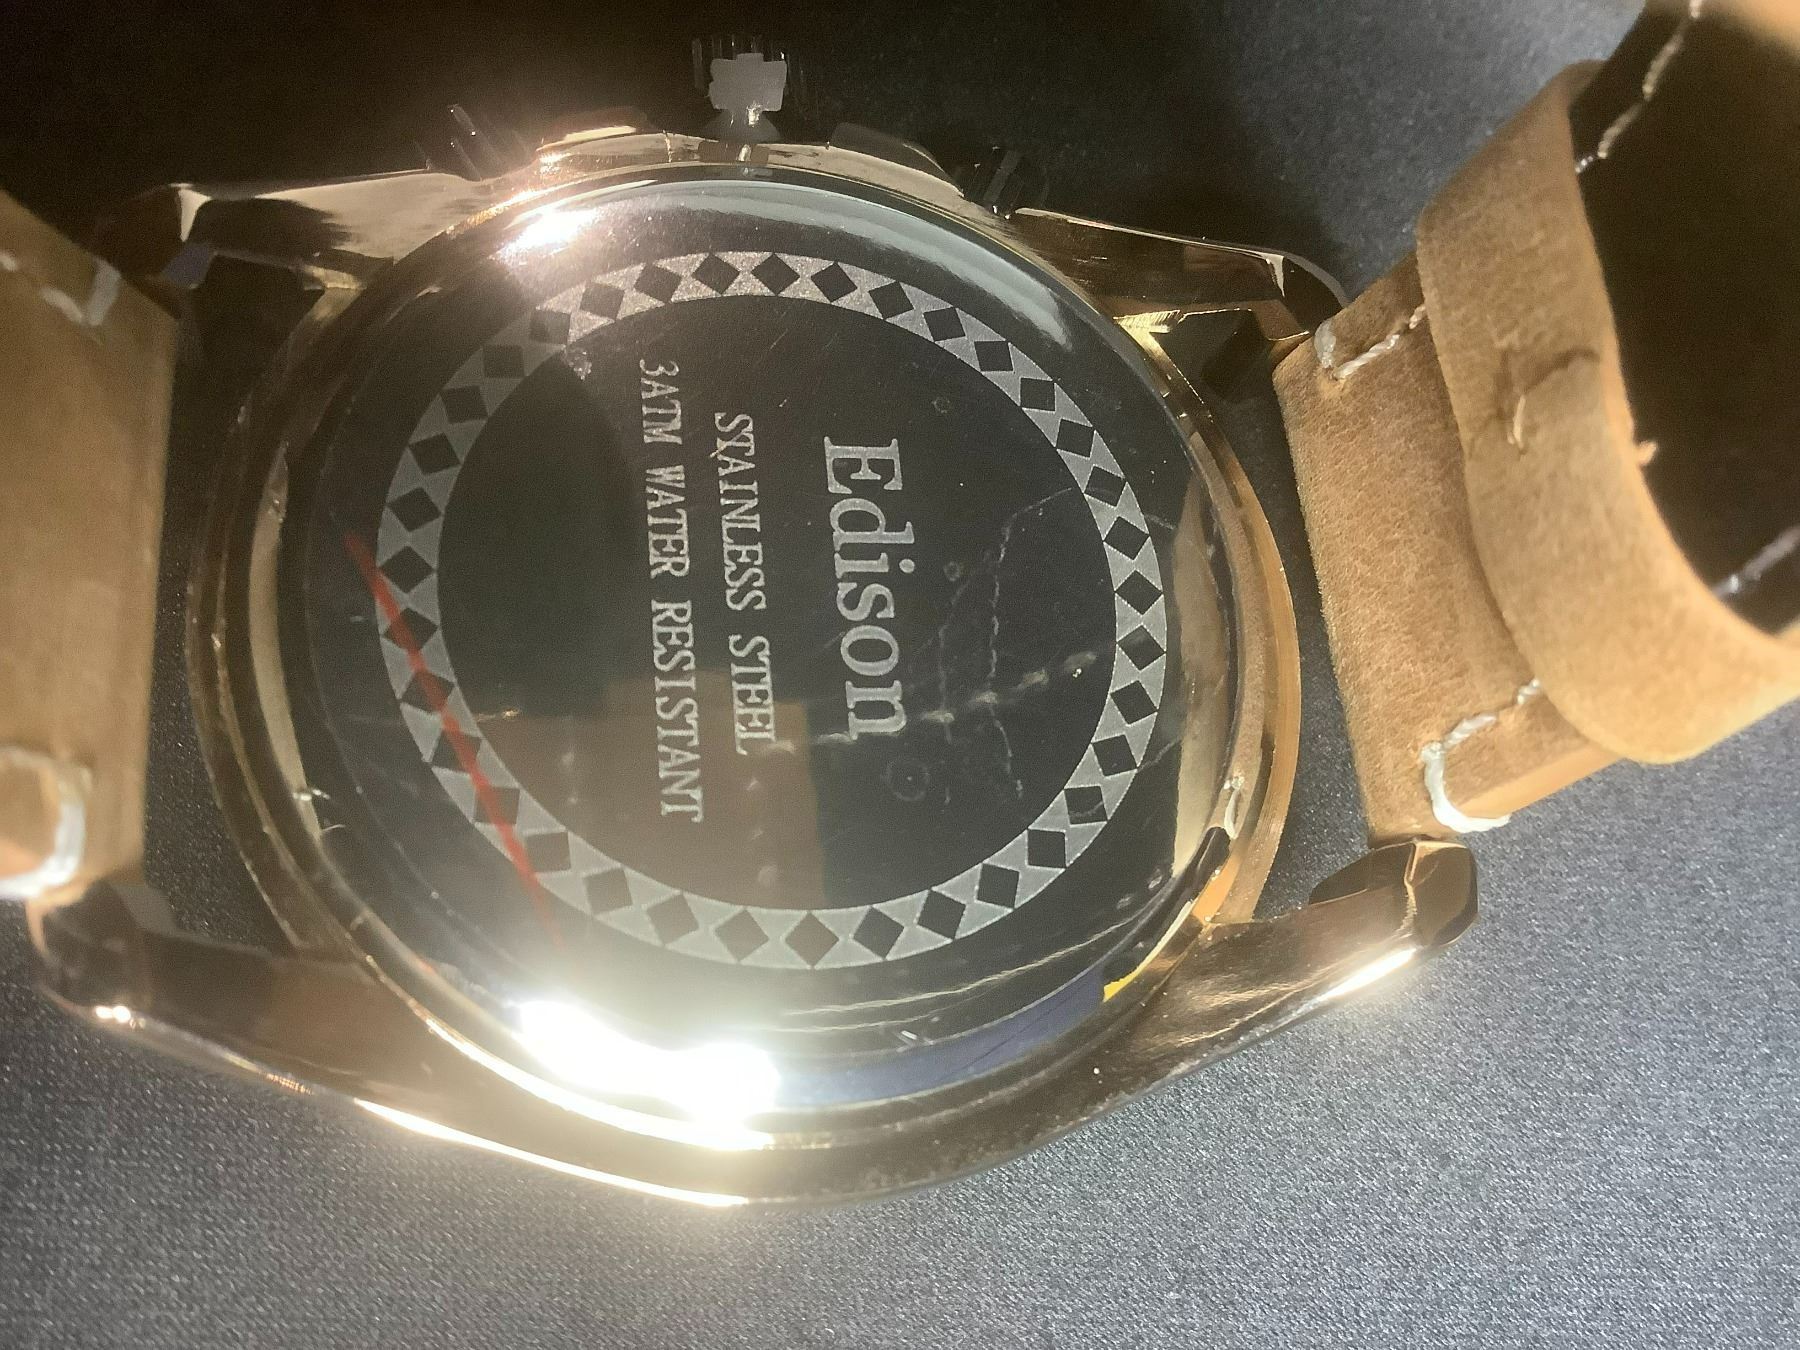 Edison
STAINLESS STEEL
3ATM WATER RESISTANT